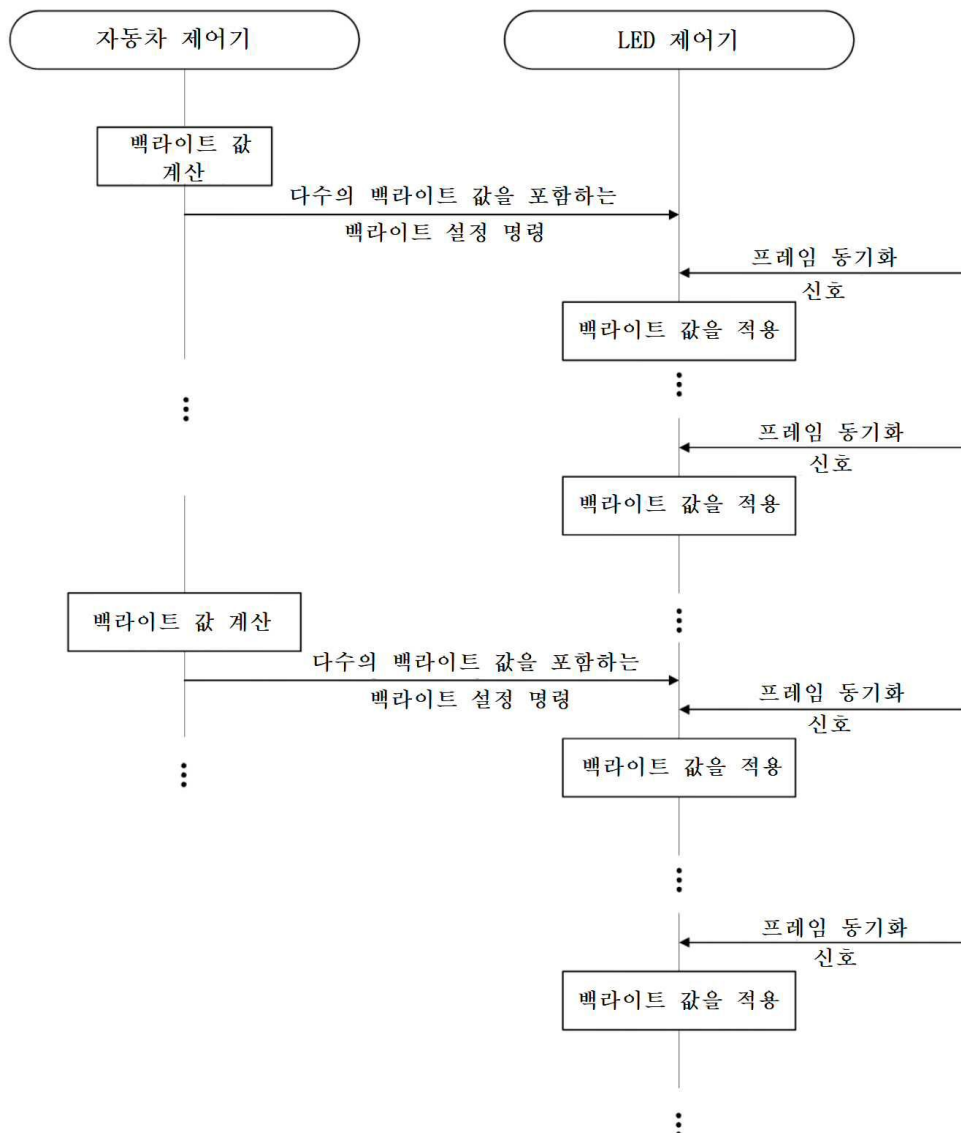 자동차 제어기
LED 제어기
백라이트 값
계산
다수의 백라이트 값을 포함하는
백라이트 설정 명령
프레임 동기화
신호
백라이트 값을 적용
프레임 동기화
신호
백라이트 값을 적용
백라이트 값 계산
다수의 백라이트 값을 포함하는
백라이트 설정 명령
프레임 동기화
신호
백라이트 값을 적용
프레임 동기화
신호
백라이트 값을 적용